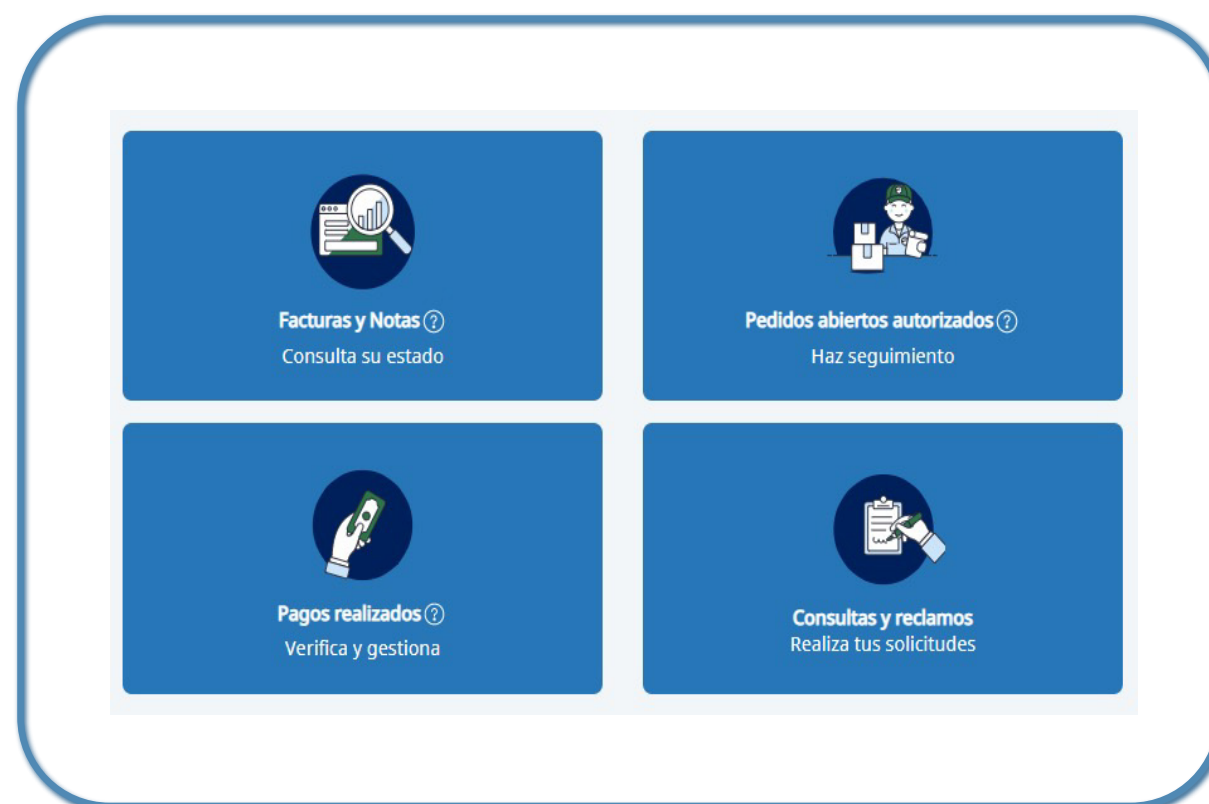 Facturas y Notas ?
Consulta su estado
Pedidos abiertos autorizados ?
Haz seguimiento
Pagos realizados ?
Verifica y gestiona
Consultas y reclamos
Realiza tus solicitudes